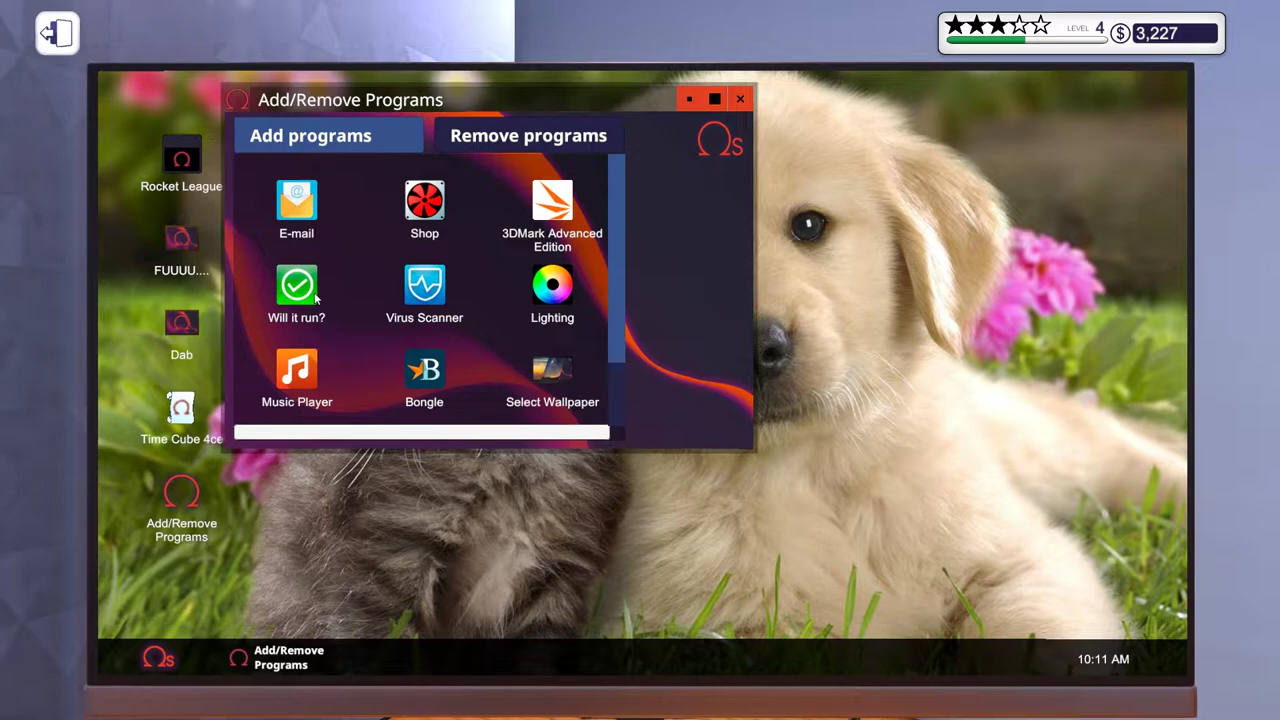 LEVEL 4
$ 3,227
Add/Remove Programs
Add programs
Remove programs
Ωs
Rocket League
FUUUU....
Dab
Time Cube 4ce
Add/Remove
Programs
E-mail
Shop
3DMark Advanced
Edition
Will it run?
Virus Scanner
Lighting
Music Player
B
Bongle
Select Wallpaper
Ωs
Add/Remove
Programs
10:11 AM